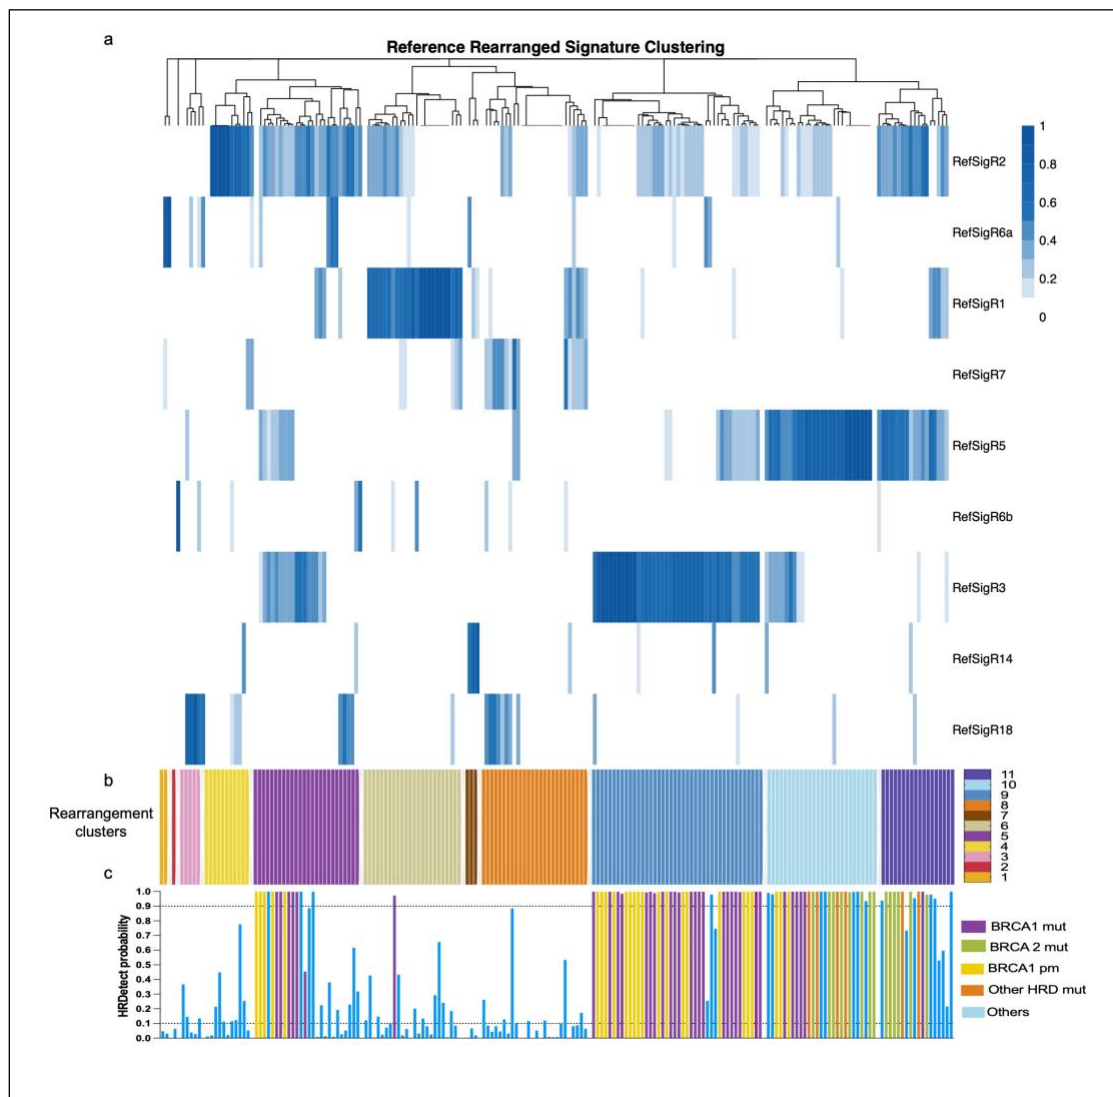 a
Reference Rearranged Signature Clustering
RefSigR2
RefSigR6a
RefSigR1
RefSigR7
RefSigR5
RefSigR6b
RefSigR3
RefSigR14
RefSigR18
1
0.8
0.6
0.4
0.2
0
b
Rearrangement
clusters
11
10
9
8
7
6
5
4
3
2
1
c
HRDetect probability
1.0
0.9
0.8
0.7
0.6
0.5
0.4
0.3
0.2
0.1
0.0
BRCA1 mut
BRCA 2 mut
BRCA1 pm
Other HRD mut
Others